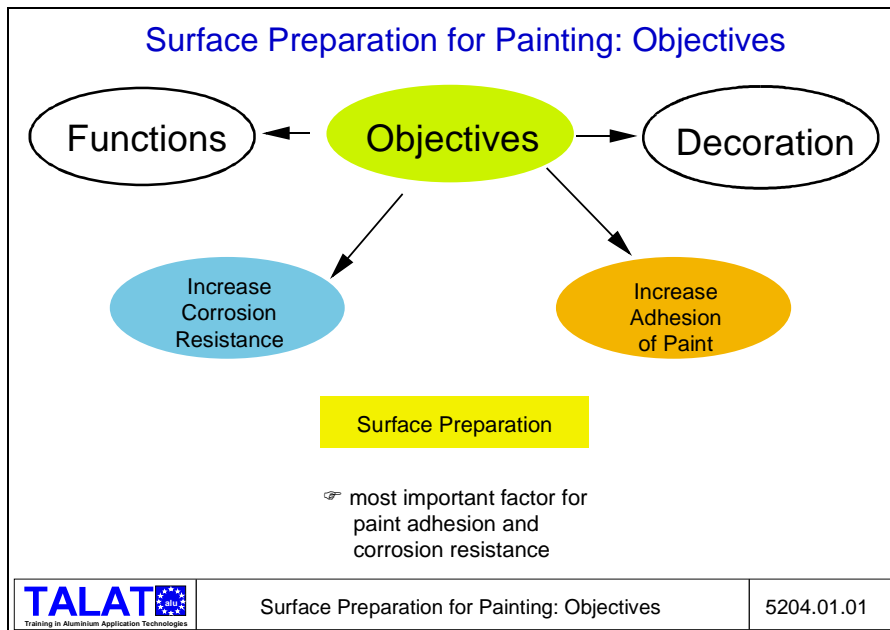 Surface Preparation for Painting: Objectives
Functions
Objectives
Decoration
Increase
Corrosion
Resistance
Increase
Adhesion
of Paint
Surface Preparation
☞ most important factor for
paint adhesion and
corrosion resistance
TALAT
alu
Training in Aluminium Application Technologies
Surface Preparation for Painting: Objectives
5204.01.01